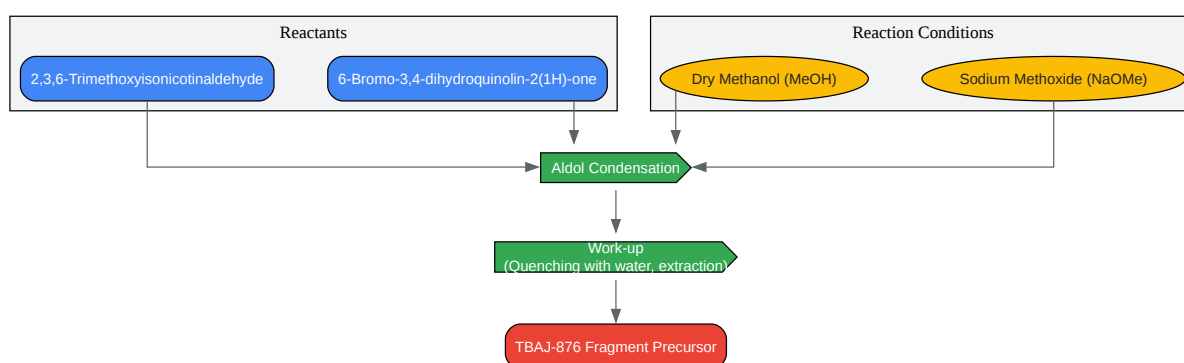 Reactants
Reaction Conditions
2,3,6-Trimethoxyisonicotinaldehyde
6-Bromo-3,4-dihydroquinolin-2(1H)-one
Dry Methanol (MeOH)
Sodium Methoxide (NaOMe)
Aldol Condensation
Work-up
(Quenching with water, extraction)
TBAJ-876 Fragment Precursor